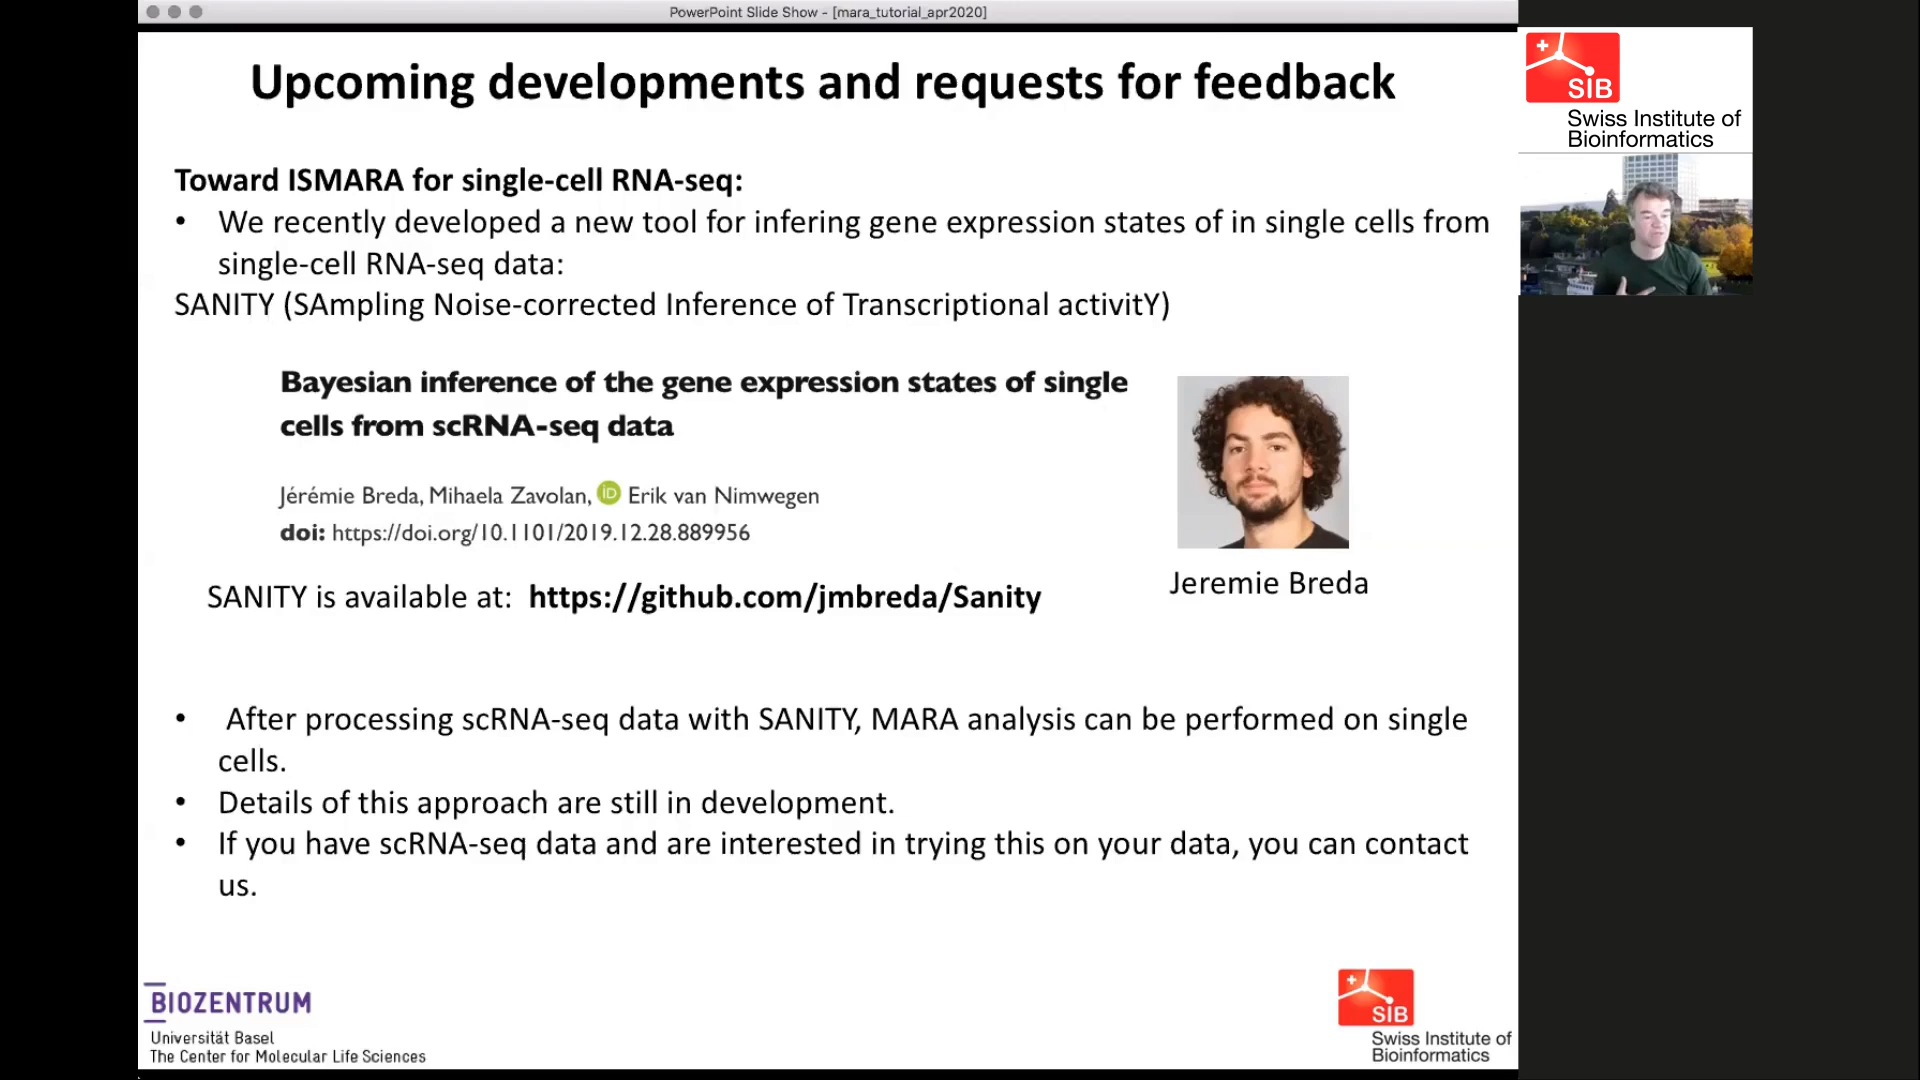 PowerPoint Slide Show - [mara_tutorial_apr2020]
Upcoming developments and requests for feedback
SIB
Swiss Institute of
Bioinformatics
Toward ISMARA for single-cell RNA-seq:
• We recently developed a new tool for infering gene expression states of in single cells from
single-cell RNA-seq data:
SANITY (SAmpling Noise-corrected Inference of Transcriptional activitY)
Bayesian inference of the gene expression states of single
cells from scRNA-seq data
Jérémie Breda, Mihaela Zavolan, iD Erik van Nimwegen
doi: https://doi.org/10.1101/2019.12.28.889956
Jeremie Breda
SANITY is available at: https://github.com/jmbreda/Sanity
• After processing scRNA-seq data with SANITY, MARA analysis can be performed on single
cells.
• Details of this approach are still in development.
• If you have scRNA-seq data and are interested in trying this on your data, you can contact
us.
BIOZENTRUM
Universität Basel
The Center for Molecular Life Sciences
SIB
Swiss Institute of
Bioinformatics